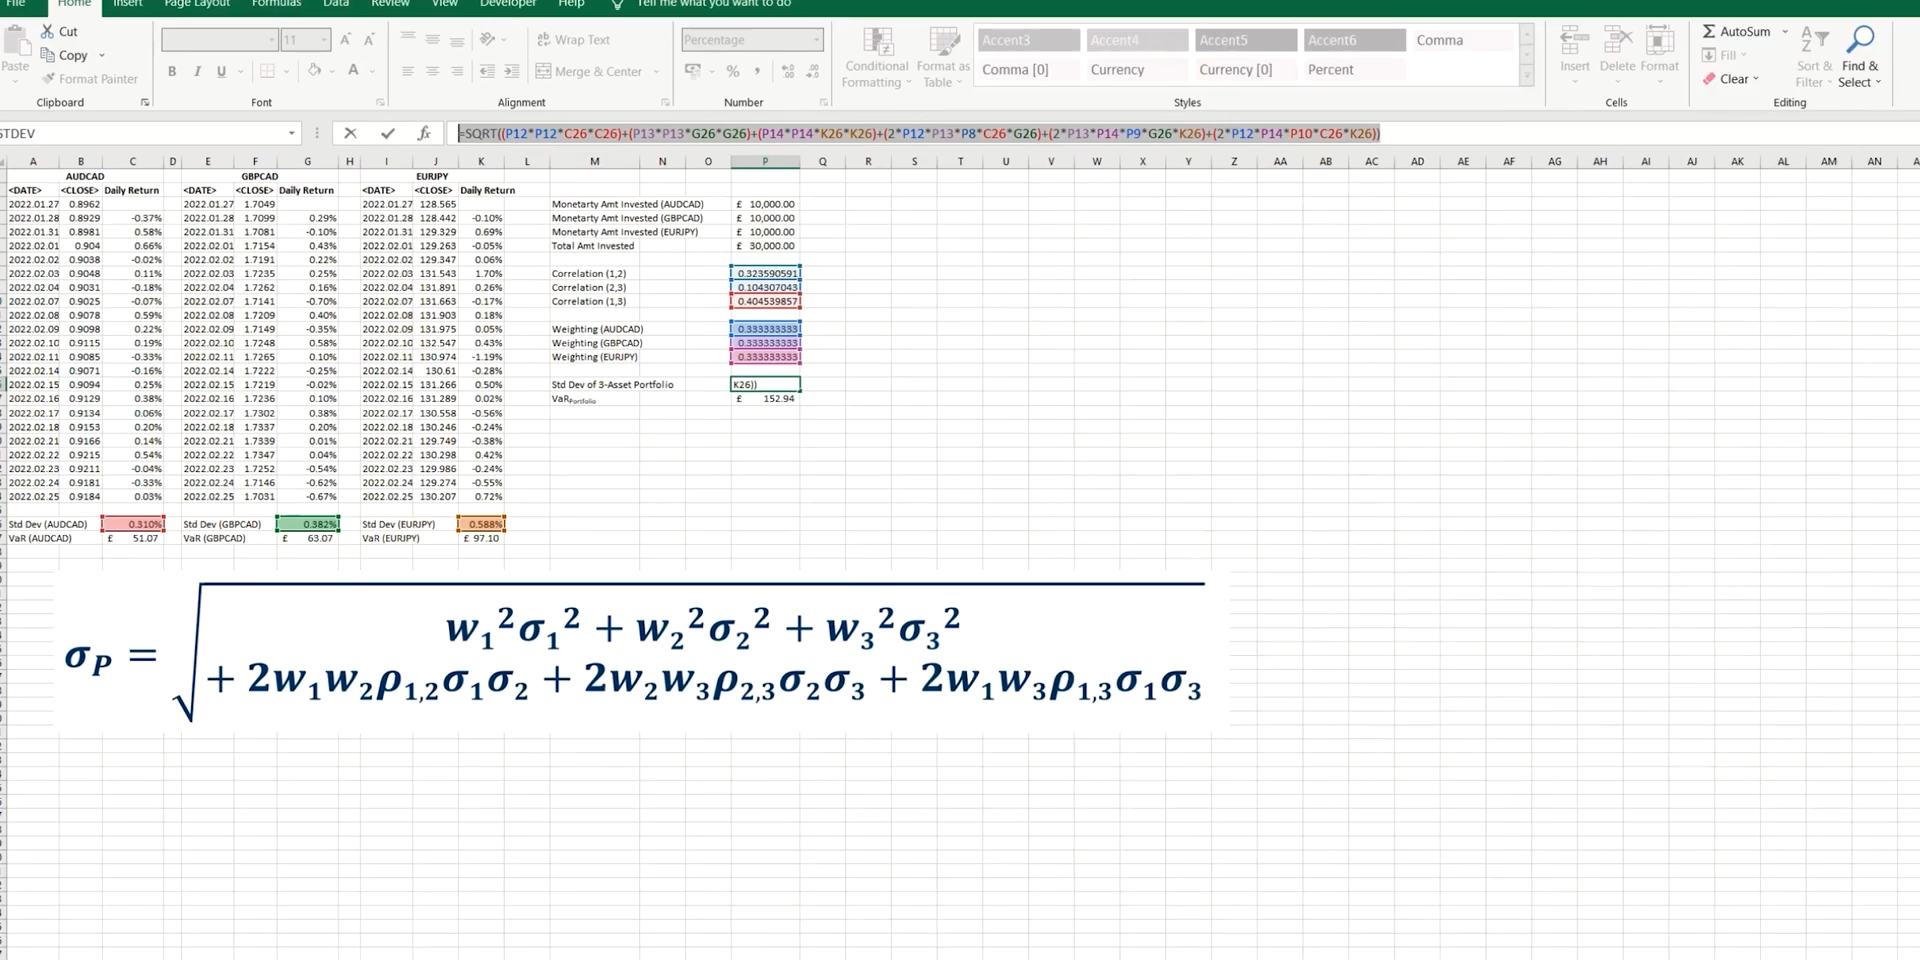 File Home Insert Page Layout Formulas Data Review View Developer Help Tell me what you want to do
Paste Cut Copy Format Painter
Clipboard
11 B I U A
Font
Wrap Text
Merge & Center
Alignment
Percentage
%
Number
Conditional Formatting Format as Table
Accent3 Accent4 Accent5 Accent6 Comma
Comma [0] Currency Currency [0] Percent
Styles
Insert Delete Format
Cells
AutoSum
Fill
Clear
Sort & Filter Find & Select
Editing
STDEV fx =SQRT((P12*P12*C26*C26)+(P13*P13*G26*G26)+(P14*P14*K26*K26)+(2*P12*P13*P8*C26*G26)+(2*P13*P14*P9*G26*K26)+(2*P12*P14*P10*C26*K26))
A B C D E F G H I J K L M N O P Q R S T U V W X Y Z AA AB AC AD AE AF AG AH AI AJ AK AL AM AN
AUDCAD GBPCAD EURJPY
<DATE> <CLOSE> Daily Return <DATE> <CLOSE> Daily Return <DATE> <CLOSE> Daily Return
2022.01.27 0.8962 2022.01.27 1.7049 2022.01.27 128.565 Monetarty Amt Invested (AUDCAD) £ 10,000.00
2022.01.28 0.8929 -0.37% 2022.01.28 1.7099 0.29% 2022.01.28 128.442 -0.10% Monetarty Amt Invested (GBPCAD) £ 10,000.00
2022.01.31 0.8981 0.58% 2022.01.31 1.7081 -0.10% 2022.01.31 129.329 0.69% Monetarty Amt Invested (EURJPY) £ 10,000.00
2022.02.01 0.904 0.66% 2022.02.01 1.7154 0.43% 2022.02.01 129.263 -0.05% Total Amt Invested £ 30,000.00
2022.02.02 0.9038 -0.02% 2022.02.02 1.7191 0.22% 2022.02.02 129.347 0.06%
2022.02.03 0.9048 0.11% 2022.02.03 1.7235 0.25% 2022.02.03 131.543 1.70% Correlation (1,2) 0.323590591
2022.02.04 0.9031 -0.18% 2022.02.04 1.7262 0.16% 2022.02.04 131.891 0.26% Correlation (2,3) 0.104307043
2022.02.07 0.9025 -0.07% 2022.02.07 1.7141 -0.70% 2022.02.07 131.663 -0.17% Correlation (1,3) 0.404539857
2022.02.08 0.9078 0.59% 2022.02.08 1.7209 0.40% 2022.02.08 131.903 0.18%
2022.02.09 0.9098 0.22% 2022.02.09 1.7149 -0.35% 2022.02.09 131.975 0.05% Weighting (AUDCAD) 0.333333333
2022.02.10 0.9115 0.19% 2022.02.10 1.7248 0.58% 2022.02.10 132.547 0.43% Weighting (GBPCAD) 0.333333333
2022.02.11 0.9085 -0.33% 2022.02.11 1.7265 0.10% 2022.02.11 130.974 -1.19% Weighting (EURJPY) 0.333333333
2022.02.14 0.9071 -0.16% 2022.02.14 1.7222 -0.25% 2022.02.14 130.61 -0.28%
2022.02.15 0.9094 0.25% 2022.02.15 1.7219 -0.02% 2022.02.15 131.266 0.50% Std Dev of 3-Asset Portfolio K26))
2022.02.16 0.9129 0.38% 2022.02.16 1.7236 0.10% 2022.02.16 131.289 0.02% VaRPortfolio £ 152.94
2022.02.17 0.9134 0.06% 2022.02.17 1.7302 0.38% 2022.02.17 130.558 -0.56%
2022.02.18 0.9153 0.20% 2022.02.18 1.7337 0.20% 2022.02.18 130.246 -0.24%
2022.02.21 0.9166 0.14% 2022.02.21 1.7339 0.01% 2022.02.21 129.749 -0.38%
2022.02.22 0.9215 0.54% 2022.02.22 1.7347 0.04% 2022.02.22 130.298 0.42%
2022.02.23 0.9211 -0.04% 2022.02.23 1.7252 -0.54% 2022.02.23 129.986 -0.24%
2022.02.24 0.9181 -0.33% 2022.02.24 1.7146 -0.62% 2022.02.24 129.274 -0.55%
2022.02.25 0.9184 0.03% 2022.02.25 1.7031 -0.67% 2022.02.25 130.207 0.72%
Std Dev (AUDCAD) 0.310% Std Dev (GBPCAD) 0.382% Std Dev (EURJPY) 0.588%
VaR (AUDCAD) £ 51.07 VaR (GBPCAD) £ 63.07 VaR (EURJPY) £ 97.10
w₁²σ₁² + w₂²σ₂² + w₃²σ₃²
σP = √ + 2w₁w₂ρ₁,₂σ₁σ₂ + 2w₂w₃ρ₂,₃σ₂σ₃ + 2w₁w₃ρ₁,₃σ₁σ₃